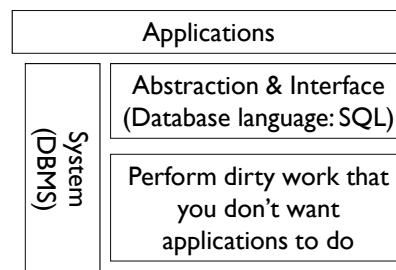 Applications
System
(DBMS)
Abstraction & Interface
(Database language: SQL)
Perform dirty work that
you don't want
applications to do